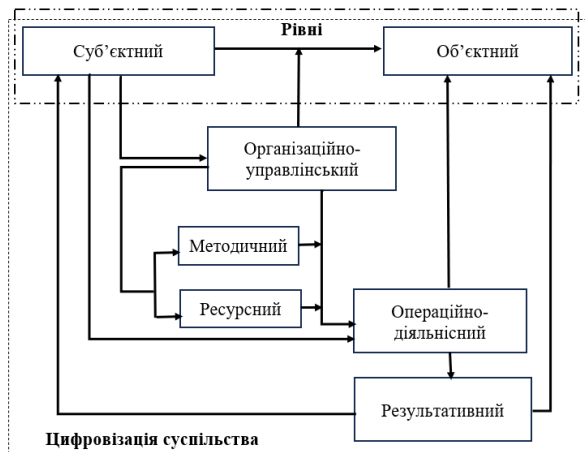 Рівні
Суб’єктний
Об’єктний
Організаційно-
управлінський
Методичний
Ресурсний
Операційно-
діяльнісний
Результативний
Цифровізація суспільства